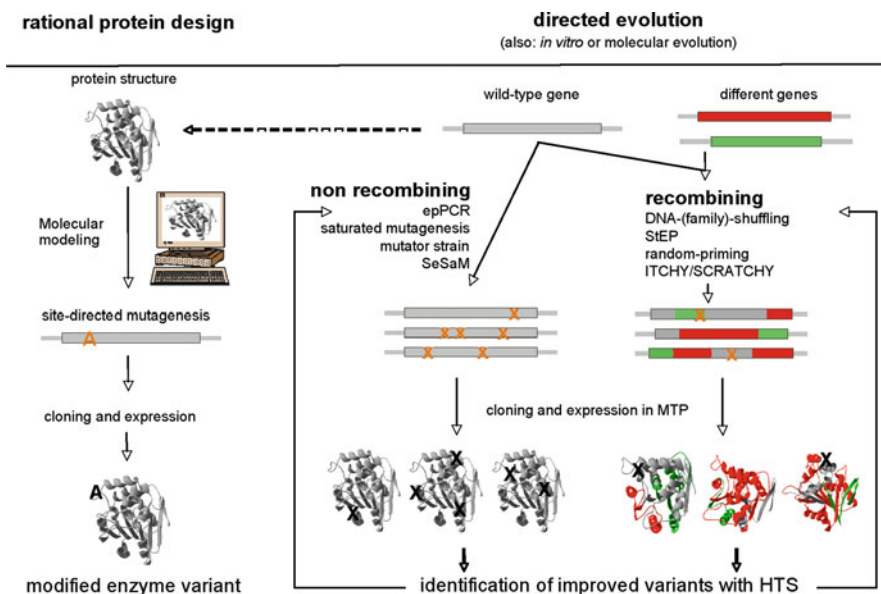 rational protein design
directed evolution
(also: in vitro or molecular evolution)
protein structure
Molecular
modeling
site-directed mutagenesis
A
cloning and expression
A
modified enzyme variant
wild-type gene
different genes
non recombining
epPCR
saturated mutagenesis
mutator strain
SeSaM
recombining
DNA-(family)-shuffling
StEP
random-priming
ITCHY/SCRATCHY
X
X
X X X
X X
X
cloning and expression in MTP
X
X
X
X
X
X
X
X
identification of improved variants with HTS